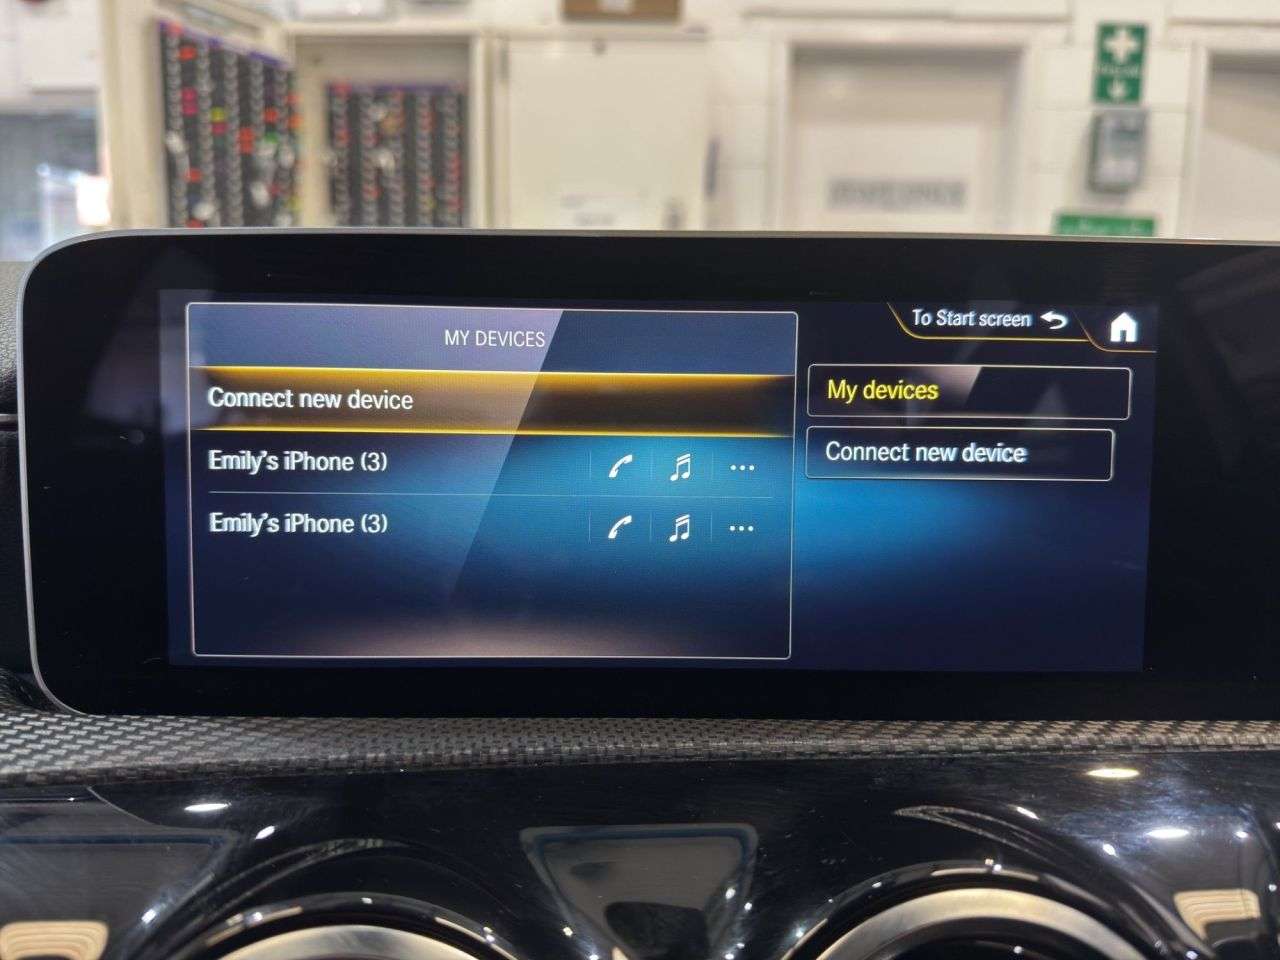 To Start screen
MY DEVICES
Connect new device
Emily's iPhone (3)
Emily's iPhone (3)
My devices
Connect new device